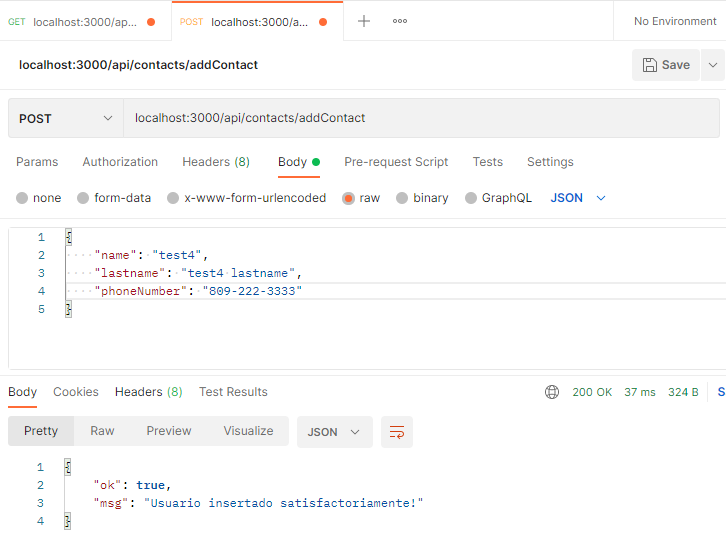 GET localhost:3000/ap... POST localhost:3000/a... No Environment
localhost:3000/api/contacts/addContact Save
POST localhost:3000/api/contacts/addContact
Params Authorization Headers (8) Body Pre-request Script Tests Settings
none form-data x-www-form-urlencoded raw binary GraphQL JSON
1 {
2 "name": "test4",
3 "lastname": "test4 lastname",
4 "phoneNumber": "809-222-3333"
5 }
Body Cookies Headers (8) Test Results 200 OK 37 ms 324 B S
Pretty Raw Preview Visualize JSON
1 {
2 "ok": true,
3 "msg": "Usuario insertado satisfactoriamente!"
4 }